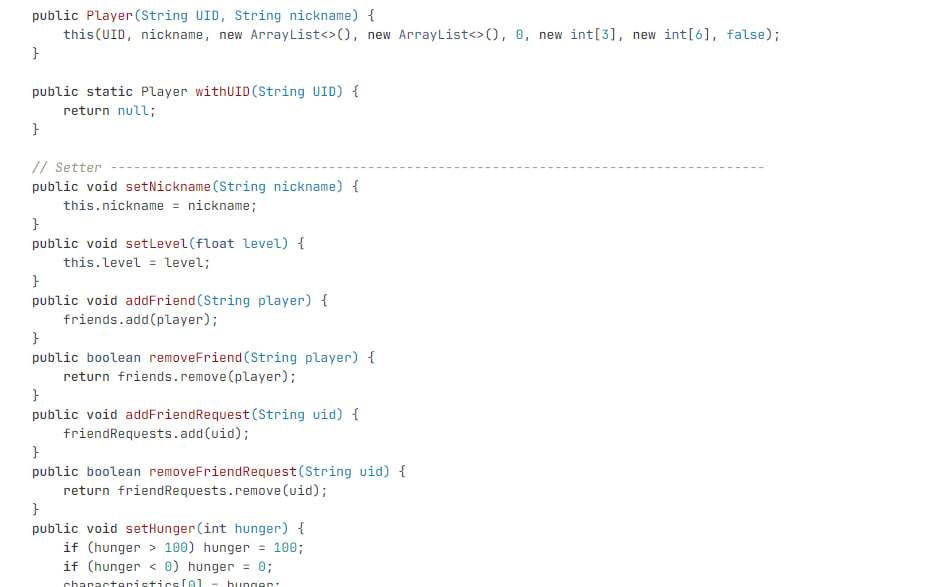 public Player(String UID, String nickname) {
    this(UID, nickname, new ArrayList<>(), new ArrayList<>(), 0, new int[3], new int[6], false);
}

public static Player withUID(String UID) {
    return null;
}

// Setter ------------------------------------------------------------------------------------
public void setNickname(String nickname) {
    this.nickname = nickname;
}
public void setLevel(float level) {
    this.level = level;
}
public void addFriend(String player) {
    friends.add(player);
}
public boolean removeFriend(String player) {
    return friends.remove(player);
}
public void addFriendRequest(String uid) {
    friendRequests.add(uid);
}
public boolean removeFriendRequest(String uid) {
    return friendRequests.remove(uid);
}
public void setHunger(int hunger) {
    if (hunger > 100) hunger = 100;
    if (hunger < 0) hunger = 0;
    characteristics[0] = hunger;